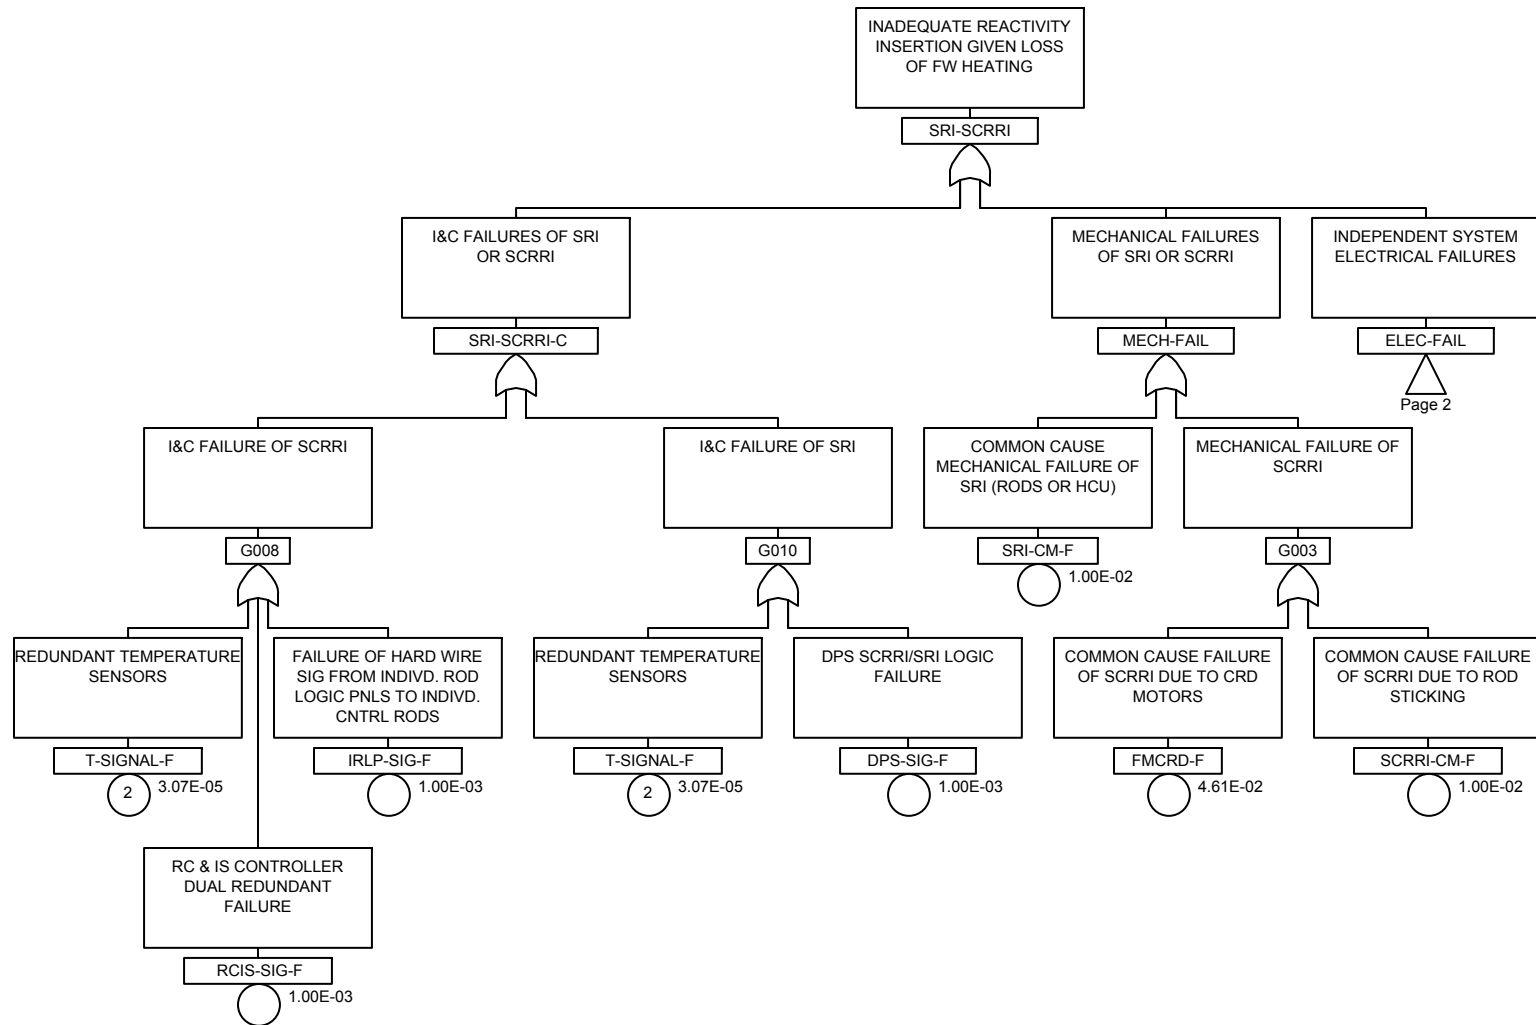 INADEQUATE REACTIVITY
INSERTION GIVEN LOSS
OF FW HEATING
SRI-SCRRI
I&C FAILURES OF SRI
OR SCRRI
SRI-SCRRI-C
MECHANICAL FAILURES
OF SRI OR SCRRI
MECH-FAIL
INDEPENDENT SYSTEM
ELECTRICAL FAILURES
ELEC-FAIL
Page 2
I&C FAILURE OF SCRRI
G008
I&C FAILURE OF SRI
G010
COMMON CAUSE
MECHANICAL FAILURE OF
SRI (RODS OR HCU)
SRI-CM-F
1.00E-02
MECHANICAL FAILURE OF
SCRRI
G003
REDUNDANT TEMPERATURE
SENSORS
T-SIGNAL-F
2
3.07E-05
FAILURE OF HARD WIRE
SIG FROM INDIVD. ROD
LOGIC PNLS TO INDIVD.
CNTRL RODS
IRLP-SIG-F
1.00E-03
REDUNDANT TEMPERATURE
SENSORS
T-SIGNAL-F
2
3.07E-05
DPS SCRRI/SRI LOGIC
FAILURE
DPS-SIG-F
1.00E-03
COMMON CAUSE FAILURE
OF SCRRI DUE TO CRD
MOTORS
FMCRD-F
4.61E-02
COMMON CAUSE FAILURE
OF SCRRI DUE TO ROD
STICKING
SCRRI-CM-F
1.00E-02
RC & IS CONTROLLER
DUAL REDUNDANT
FAILURE
RCIS-SIG-F
1.00E-03